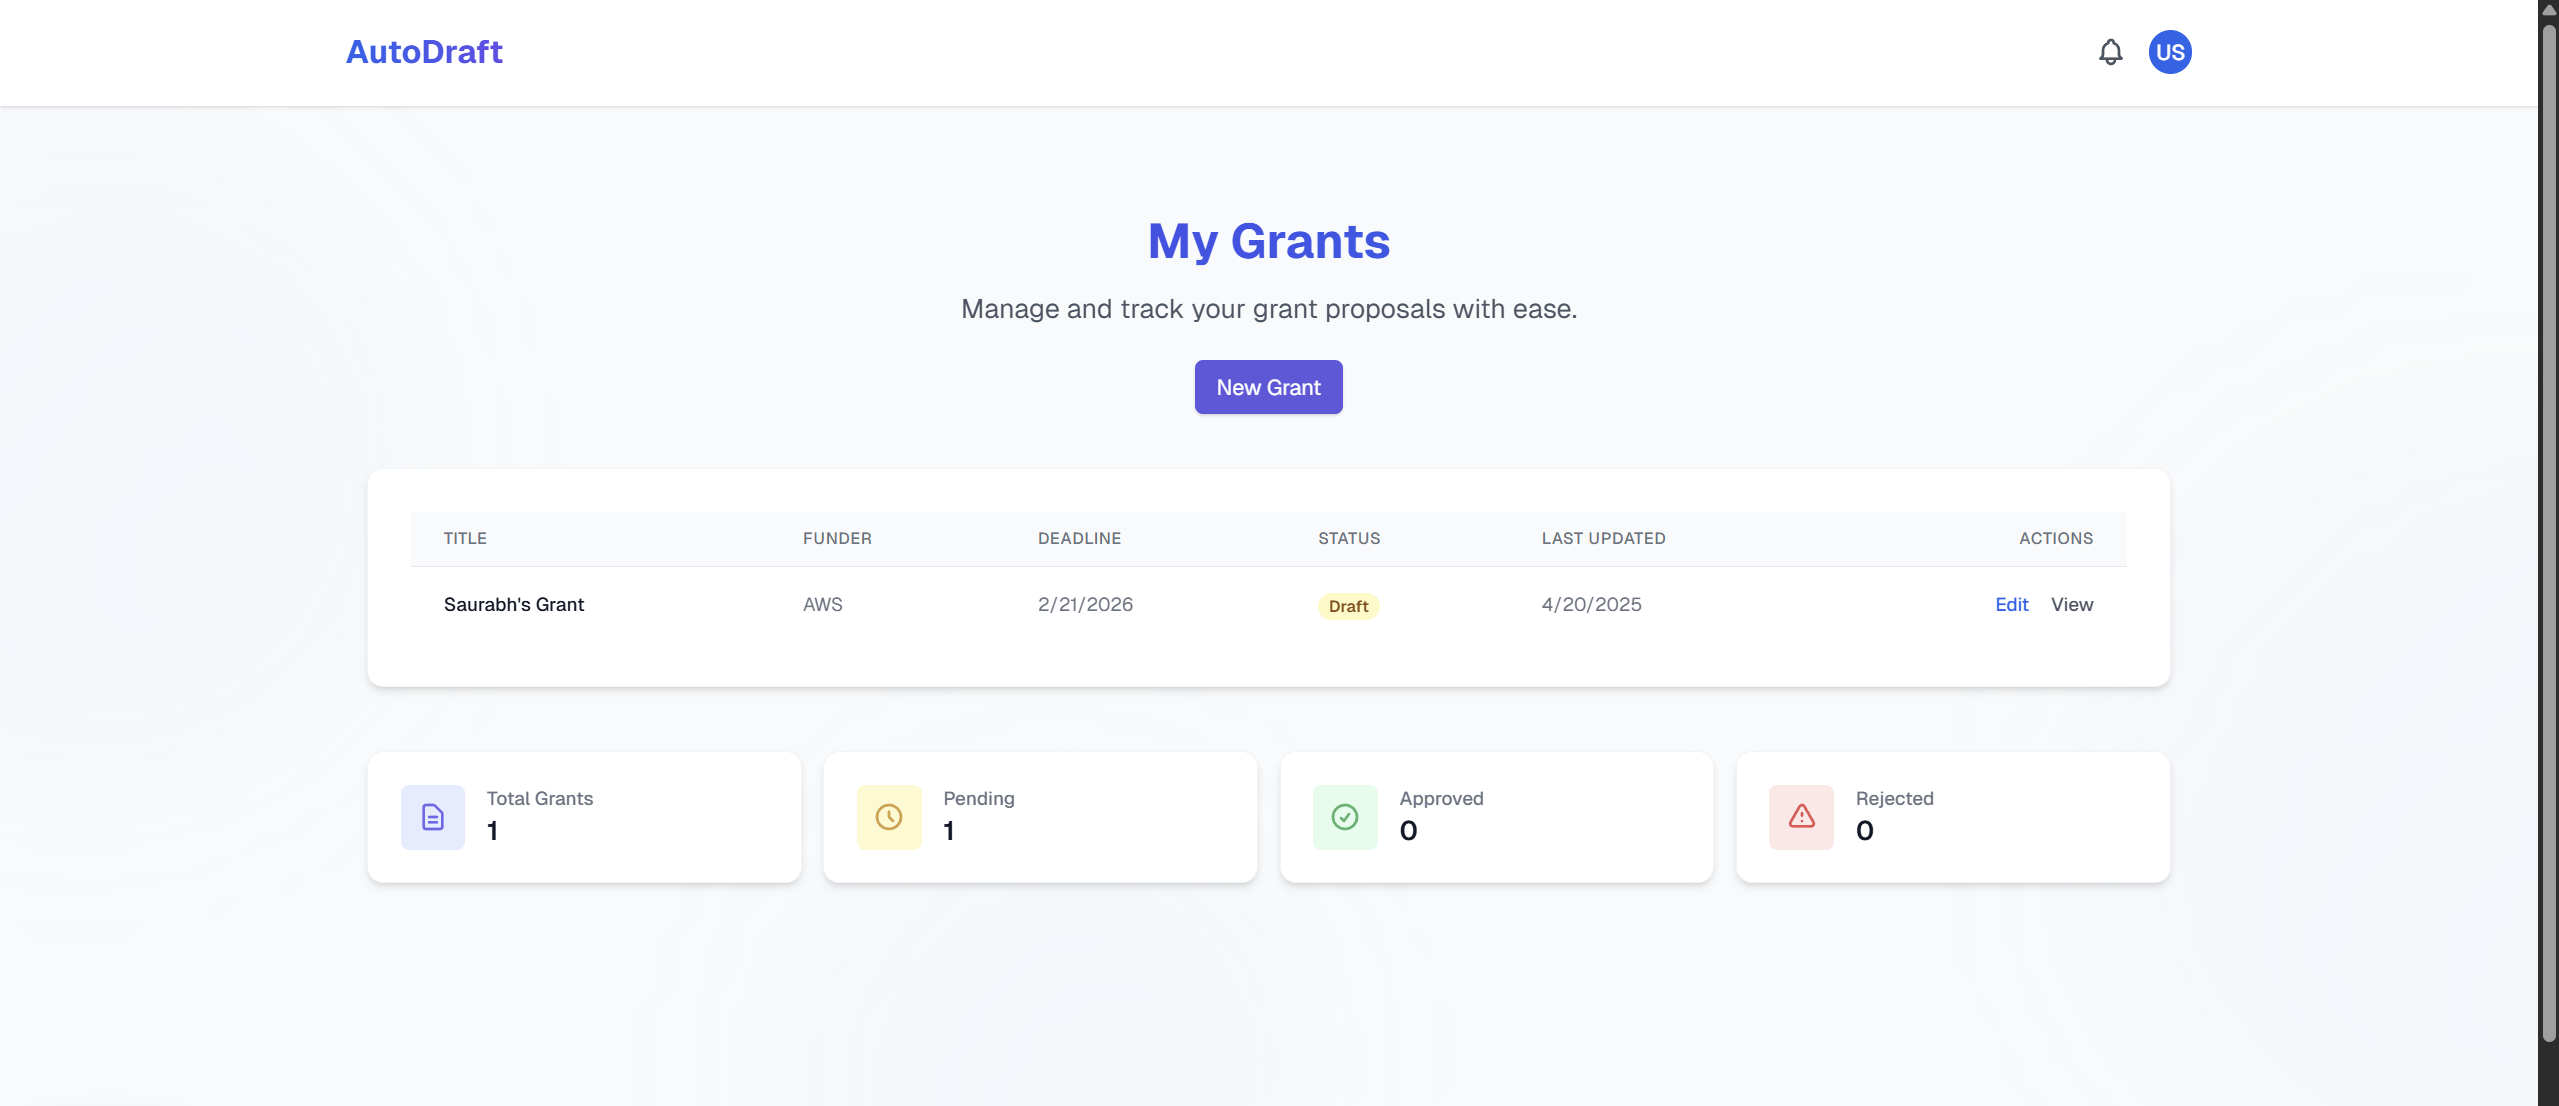 AutoDraft
US
My Grants
Manage and track your grant proposals with ease.
New Grant
TITLE FUNDER DEADLINE STATUS LAST UPDATED ACTIONS
Saurabh's Grant AWS 2/21/2026 Draft 4/20/2025 Edit View
Total Grants
1
Pending
1
Approved
0
Rejected
0